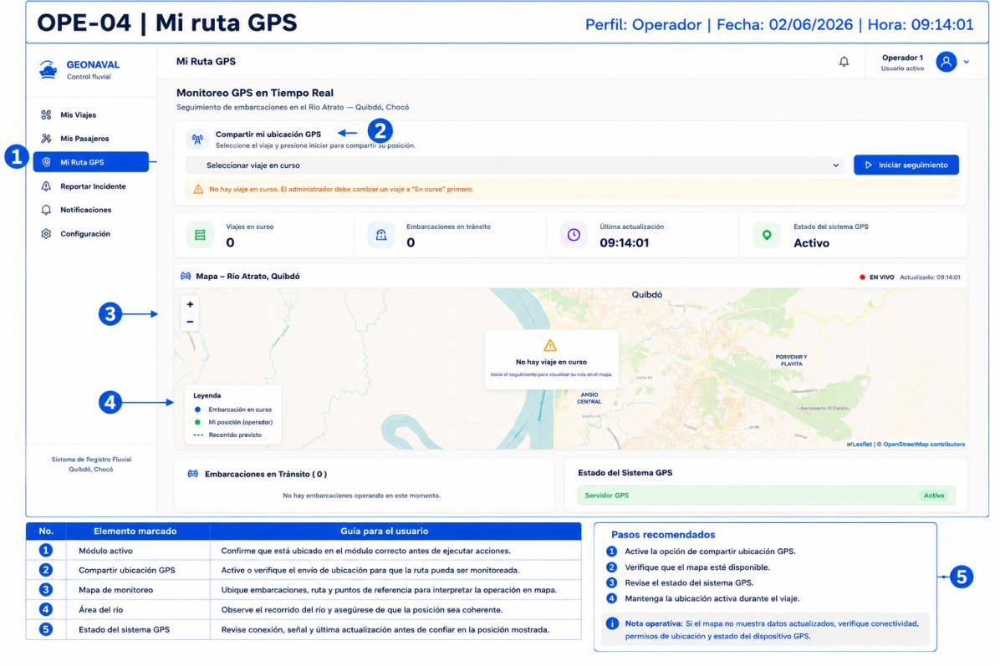 OPE-04 | Mi ruta GPS
Perfil: Operador | Fecha: 02/06/2026 | Hora: 09:14:01
GEONAVAL
Control fluvial
Mi Ruta GPS
Operador 1
Usuario activo
Mis Viajes
Mis Pasajeros
1
Mi Ruta GPS
Reportar Incidente
Notificaciones
Configuración
Sistema de Registro Fluvial
Quibdó, Chocó
Monitoreo GPS en Tiempo Real
Seguimiento de embarcaciones en el Río Atrato — Quibdó, Chocó
Compartir mi ubicación GPS
2
Seleccione el viaje y presione iniciar para compartir su posición.
Seleccionar viaje en curso
Iniciar seguimiento
No hay viaje en curso. El administrador debe cambiar un viaje a "En curso" primero.
Viajes en curso
0
Embarcaciones en tránsito
0
Última actualización
09:14:01
Estado del sistema GPS
Activo
Mapa – Río Atrato, Quibdó
EN VIVO Actualizado: 09:14:01
3
+
−
Quibdó
No hay viaje en curso
Inicie el seguimiento para visualizar su ruta en el mapa.
PORVENIR Y
PLAYITA
ANSIO
CENTRAL
Aeropuerto El Caraño
4
Leyenda
Embarcación en curso
Mi posición (operador)
Recorrido previsto
Leaflet | © OpenStreetMap contributors
Embarcaciones en Tránsito ( 0 )
No hay embarcaciones operando en este momento.
Estado del Sistema GPS
Servidor GPS
Activo
No. Elemento marcado Guía para el usuario
1 Módulo activo Confirme que está ubicado en el módulo correcto antes de ejecutar acciones.
2 Compartir ubicación GPS Active o verifique el envío de ubicación para que la ruta pueda ser monitoreada.
3 Mapa de monitoreo Ubique embarcaciones, ruta y puntos de referencia para interpretar la operación en mapa.
4 Área del río Observe el recorrido del río y asegúrese de que la posición sea coherente.
5 Estado del sistema GPS Revise conexión, señal y última actualización antes de confiar en la posición mostrada.
Pasos recomendados
1 Active la opción de compartir ubicación GPS.
2 Verifique que el mapa esté disponible.
3 Revise el estado del sistema GPS.
4 Mantenga la ubicación activa durante el viaje.
5
Nota operativa: Si el mapa no muestra datos actualizados, verifique conectividad,
permisos de ubicación y estado del dispositivo GPS.